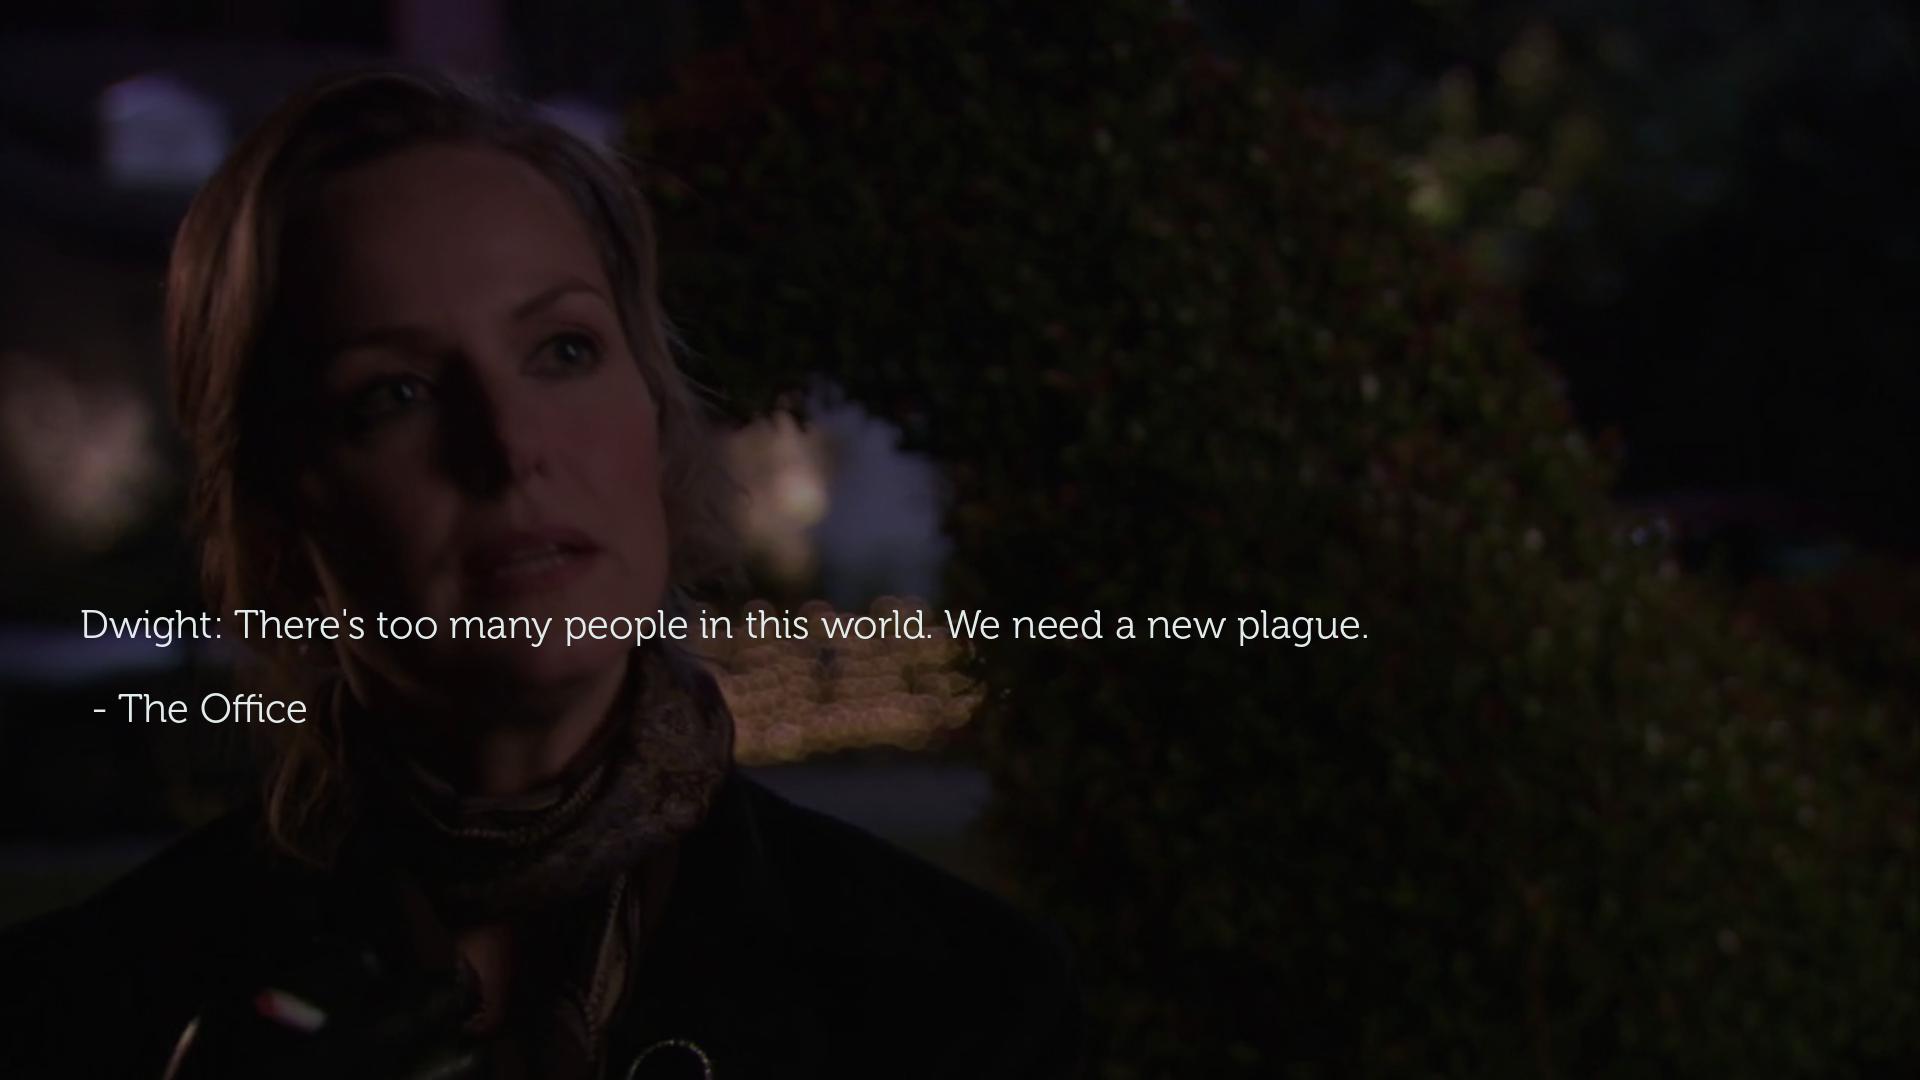 Dwight: There's too many people in this world. We need a new plague.
- The Office